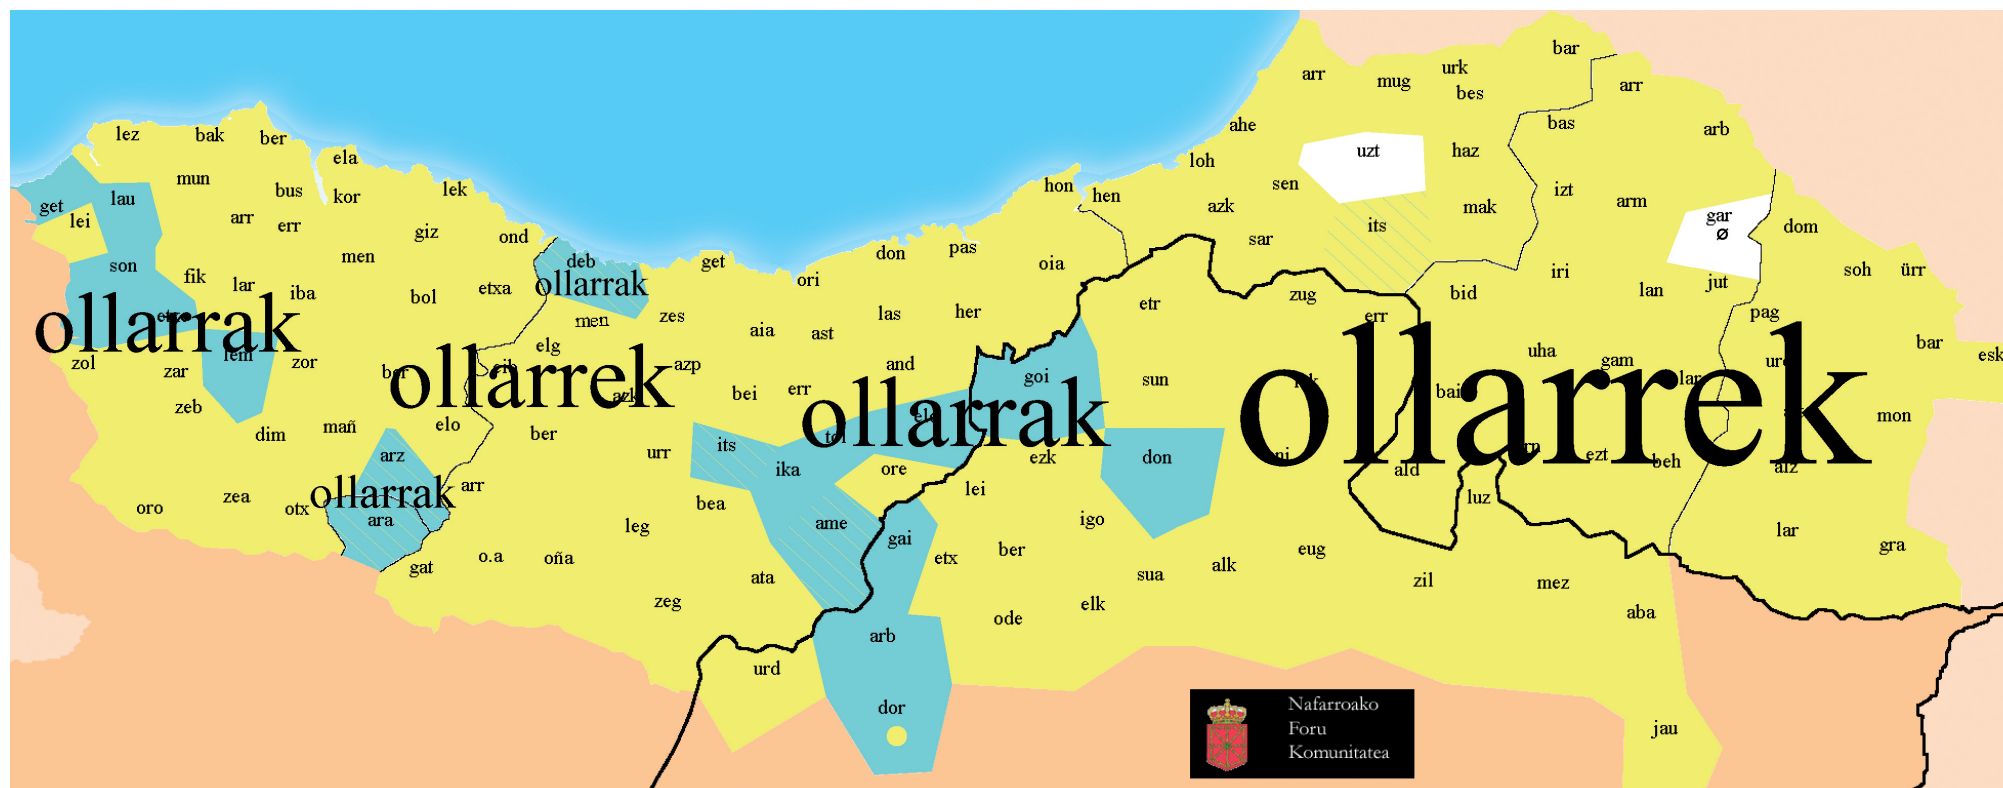 bar
arr
mug
urk
bes
arr
lez
bak
ber
ahe
bas
arb
ela
loh
uzt
haz
mun
bus
kor
lek
hon
hen
sen
izt
get
lau
lei
arr
err
giz
ond
azk
mak
arm
gar
ø
its
dom
men
sar
don
pas
son
fik
lar
iba
bol
etxa
deb
ollarrak
get
ori
oia
iri
lan
jut
soh
ürr
etr
zug
bid
men
zes
aia
ast
las
her
err
pag
ollarrak
lem
zol
zar
zor
elg
ollarrek
azp
and
goi
sun
uha
gam
lar
bar
esk
zeb
bei
err
ollarrak
ollarrek
bai
mon
dim
mañ
elo
ber
urr
its
ika
ore
ezk
don
ald
ezt
beh
alz
arz
ollarrak
ara
arr
oro
zea
otx
bea
lei
luz
leg
ame
gai
igo
lar
gra
gat
o.a
oña
ata
etx
ber
sua
alk
eug
zil
mez
zeg
ode
elk
aba
arb
urd
dor
jau
Nafarroako
Foru
Komunitatea